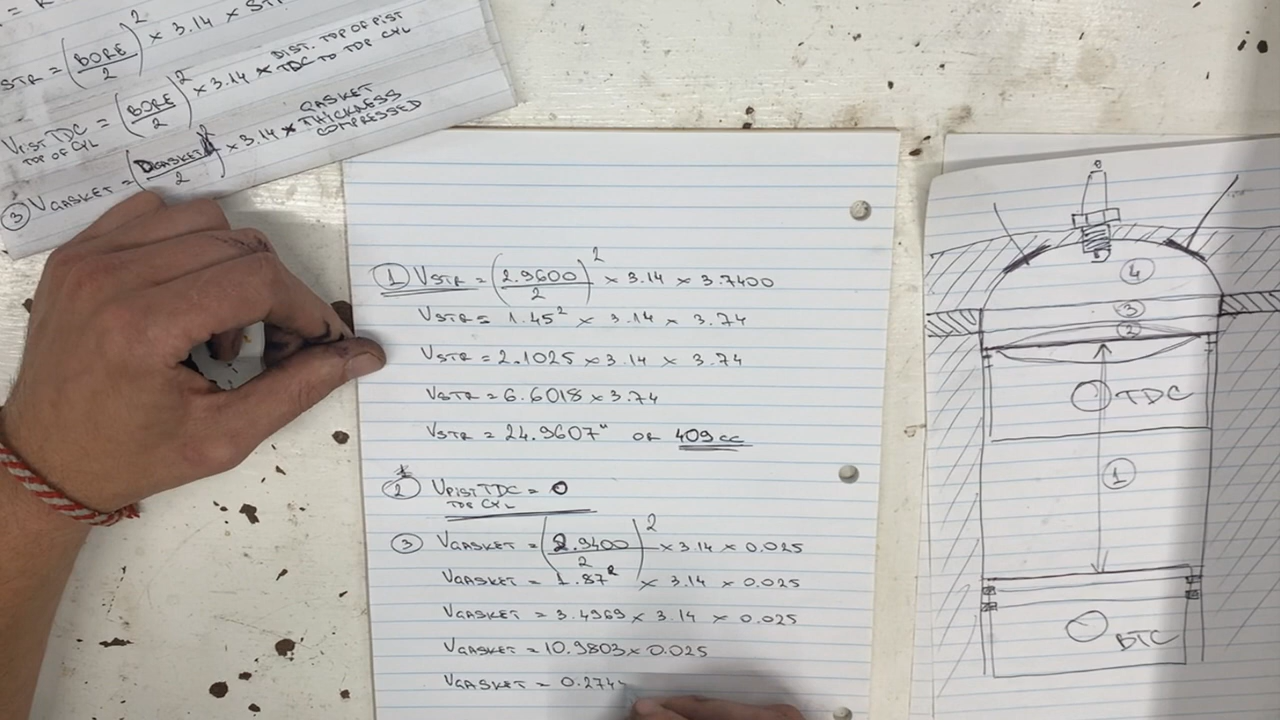 STR = (BORE/2)² × 3.14 × ST
V PIST TDC = (BORE/2)² × 3.14 × DIST. TOP OF PIST TDC TO TOP CYL
TOP OF CYL
③ VGASKET = (DGASKET/2)² × 3.14 × GASKET THICKNESS COMPRESSED
① VSTR = (2.9600/2)² × 3.14 × 3.7400
VSTR = 1.45² × 3.14 × 3.74
VSTR = 2.1025 × 3.14 × 3.74
VSTR = 6.6018 × 3.74
VSTR = 24.9607" OR 409cc
② VPIST TDC = 0
TOP CYL
③ VGASKET = (2.9400/2)² × 3.14 × 0.025
VGASKET = 1.87² × 3.14 × 0.025
VGASKET = 3.4969 × 3.14 × 0.025
VGASKET = 10.9803 × 0.025
VGASKET = 0.274
④
③
②
TDC
①
BTC